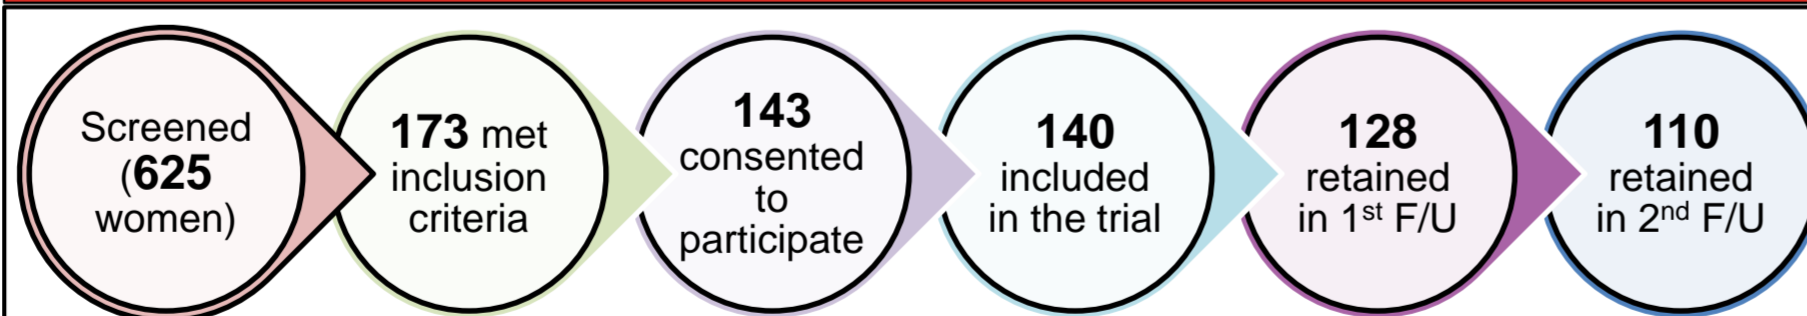 Screened
(625
women)
173 met
inclusion
criteria
143
consented
to
participate
140
included
in the trial
128
retained
in 1st F/U
110
retained
in 2nd F/U